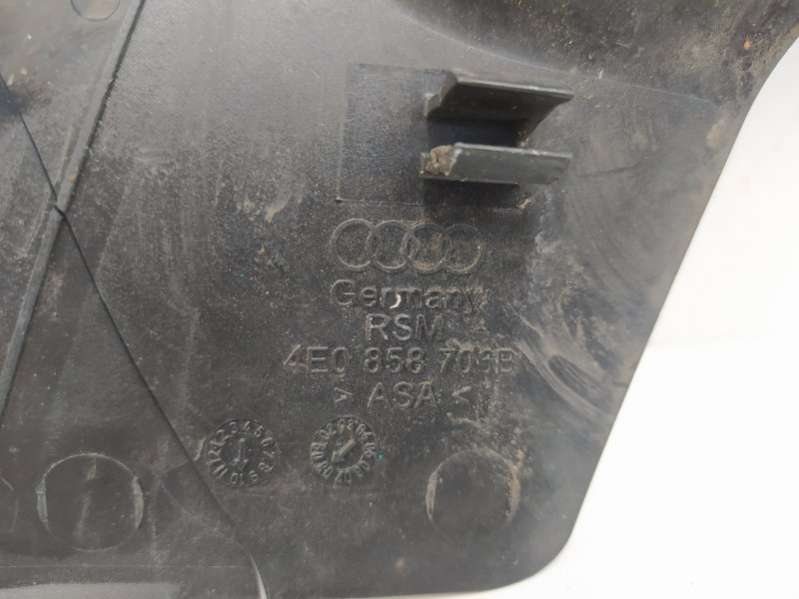 Germany
RSM
4E0 858 703B
> ASA <